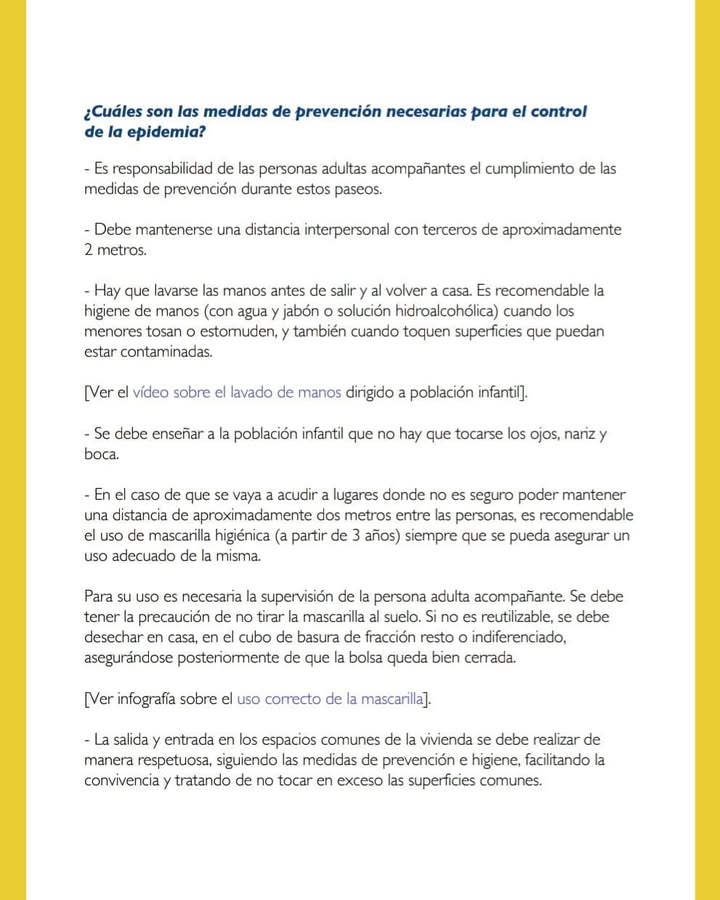 ¿Cuáles son las medidas de prevención necesarias para el control
de la epidemia?
- Es responsabilidad de las personas adultas acompañantes el cumplimiento de las
medidas de prevención durante estos paseos.
- Debe mantenerse una distancia interpersonal con terceros de aproximadamente
2 metros.
- Hay que lavarse las manos antes de salir y al volver a casa. Es recomendable la
higiene de manos (con agua y jabón o solución hidroalcohólica) cuando los
menores tosan o estornuden, y también cuando toquen superficies que puedan
estar contaminadas.
[Ver el vídeo sobre el lavado de manos dirigido a población infantil].
- Se debe enseñar a la población infantil que no hay que tocarse los ojos, nariz y
boca.
- En el caso de que se vaya a acudir a lugares donde no es seguro poder mantener
una distancia de aproximadamente dos metros entre las personas, es recomendable
el uso de mascarilla higiénica (a partir de 3 años) siempre que se pueda asegurar un
uso adecuado de la misma.
Para su uso es necesaria la supervisión de la persona adulta acompañante. Se debe
tener la precaución de no tirar la mascarilla al suelo. Si no es reutilizable, se debe
desechar en casa, en el cubo de basura de fracción resto o indiferenciado,
asegurándose posteriormente de que la bolsa queda bien cerrada.
[Ver infografía sobre el uso correcto de la mascarilla].
- La salida y entrada en los espacios comunes de la vivienda se debe realizar de
manera respetuosa, siguiendo las medidas de prevención e higiene, facilitando la
convivencia y tratando de no tocar en exceso las superficies comunes.